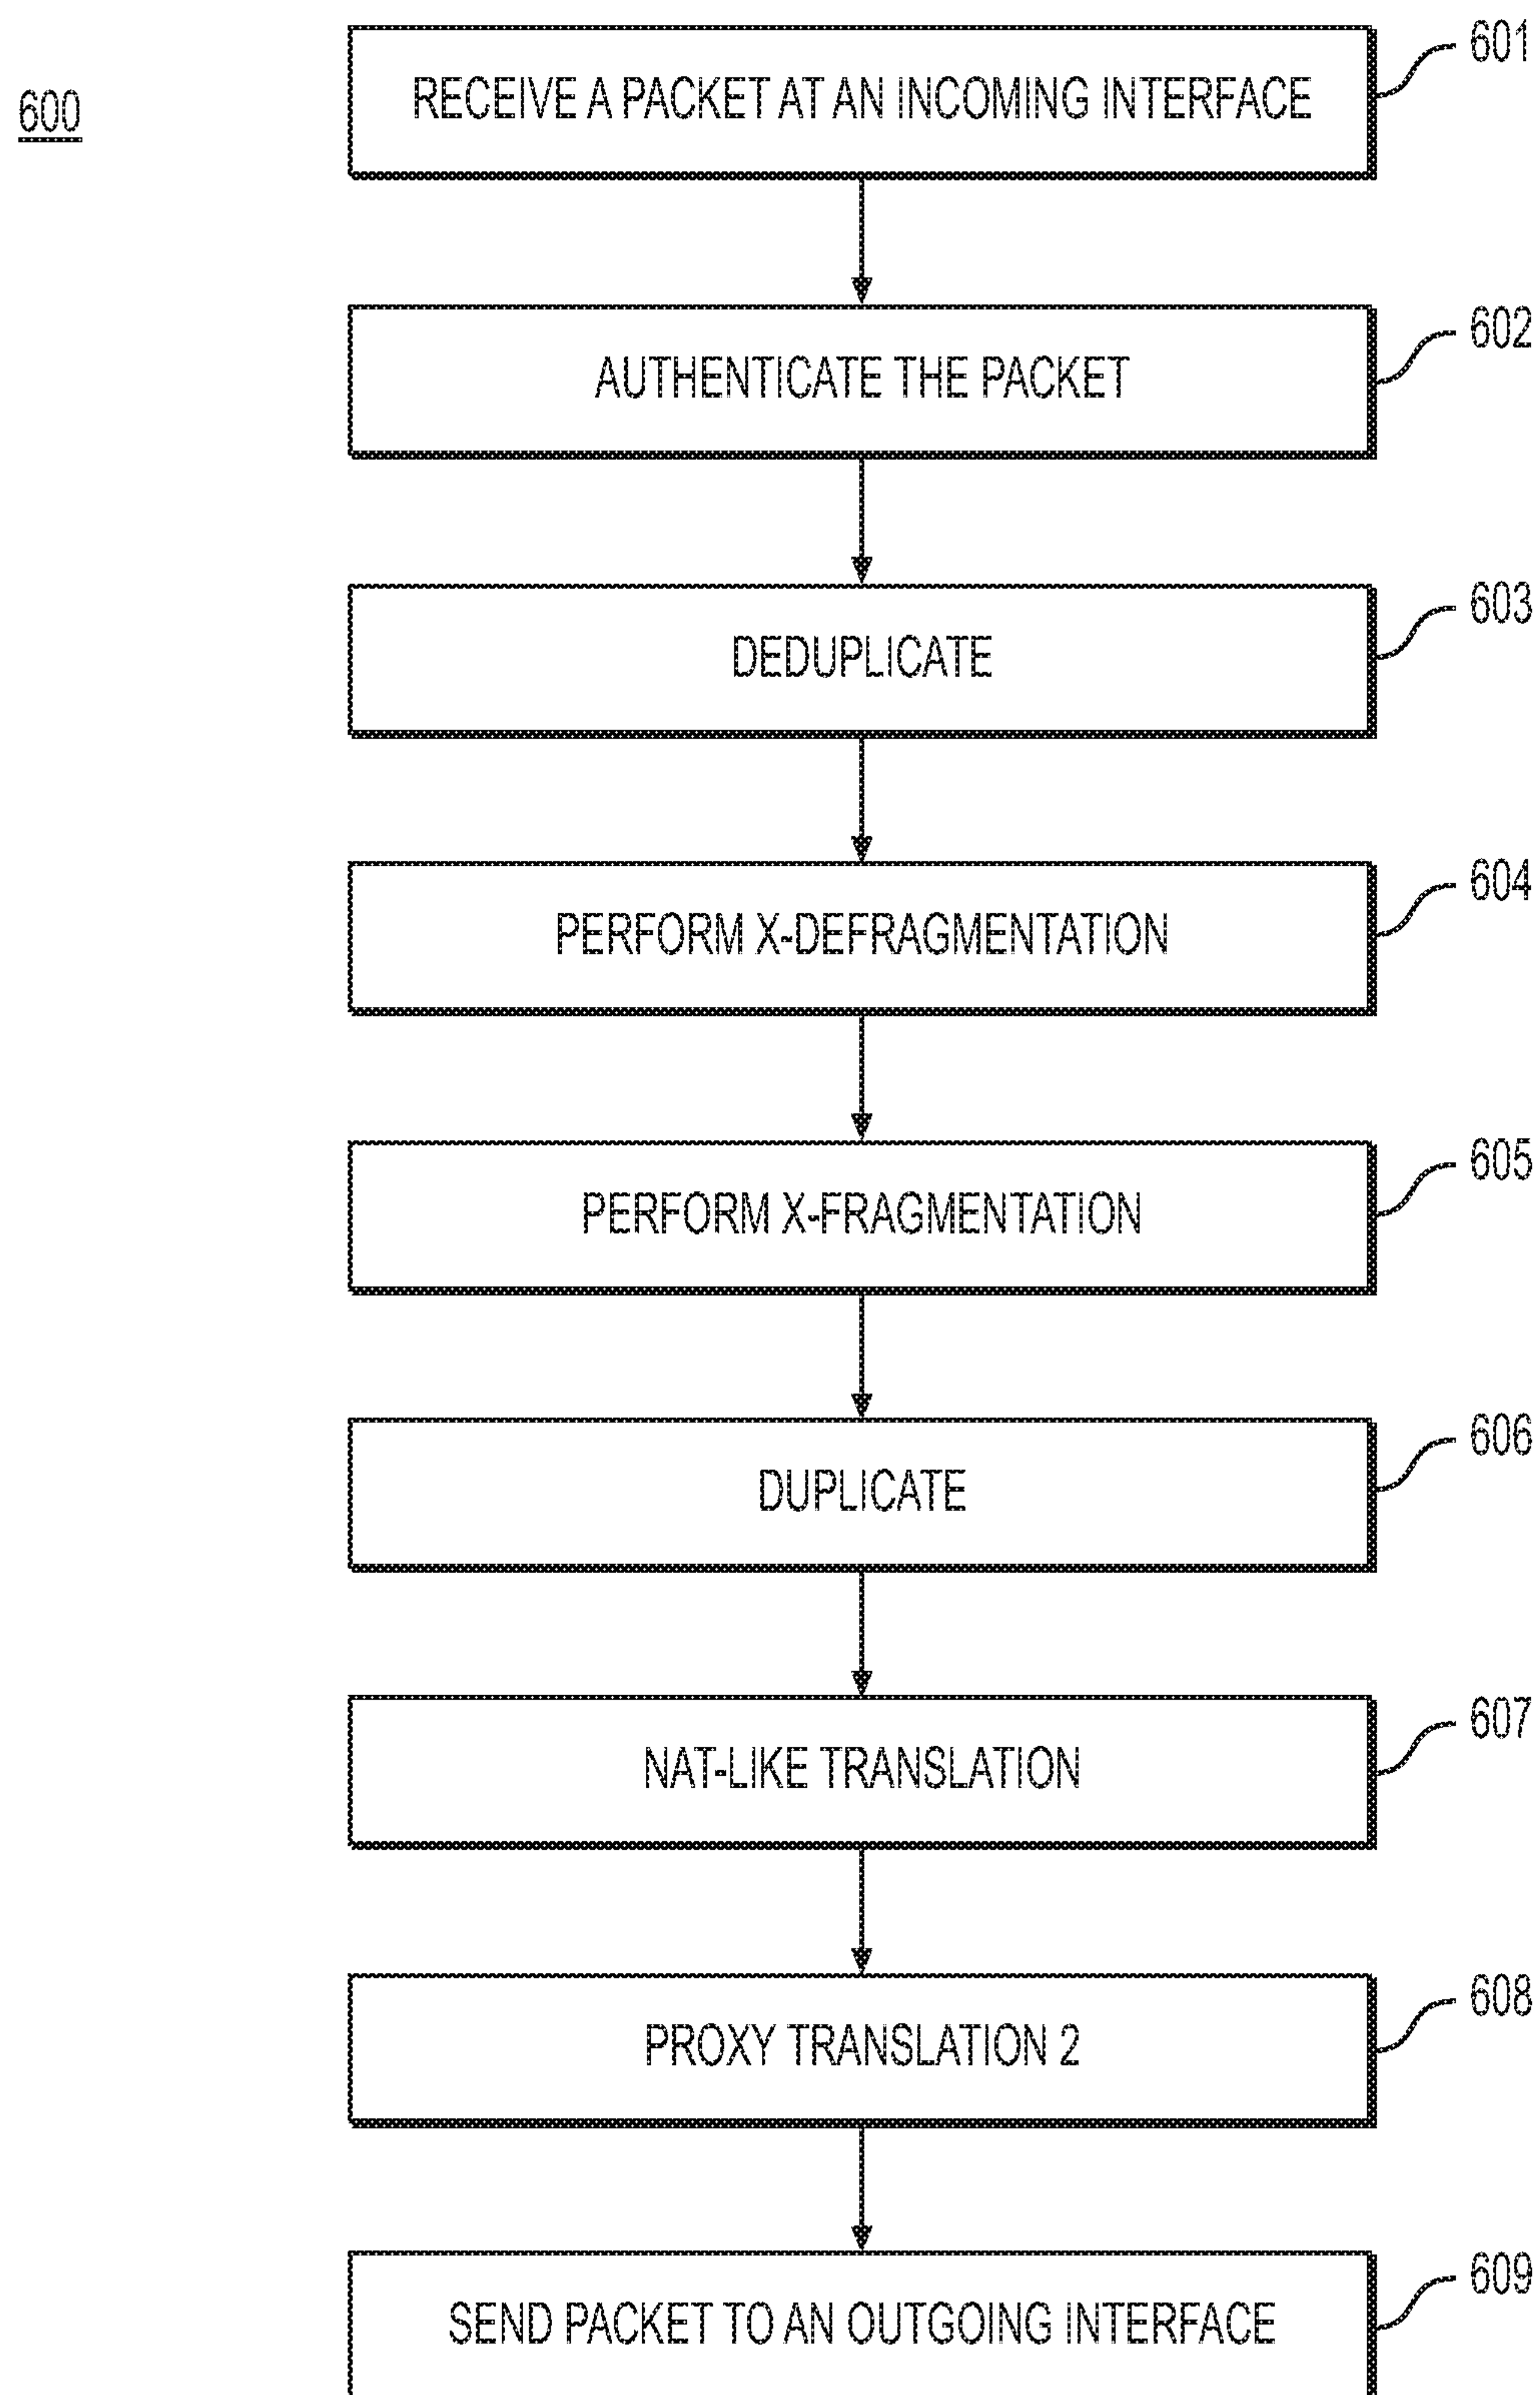 600
RECEIVE A PACKET AT AN INCOMING INTERFACE
601
AUTHENTICATE THE PACKET
602
DEDUPLICATE
603
PERFORM X-DEFRAGMENTATION
604
PERFORM X-FRAGMENTATION
605
DUPLICATE
606
NAT-LIKE TRANSLATION
607
PROXY TRANSLATION 2
608
SEND PACKET TO AN OUTGOING INTERFACE
609